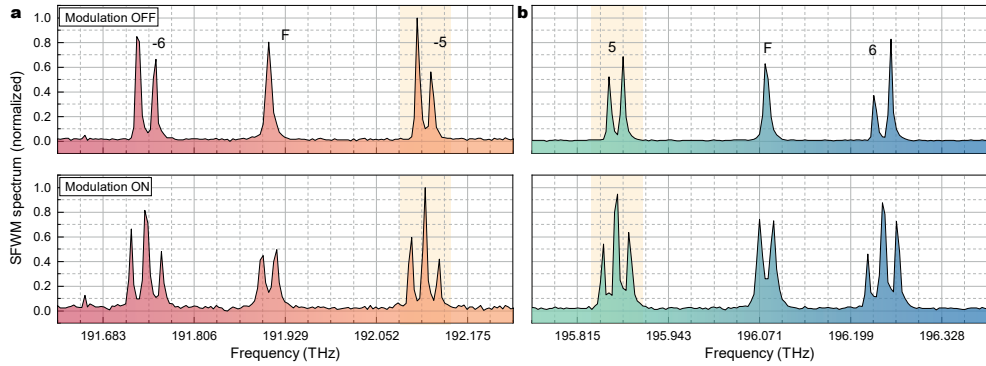 a
Modulation OFF
b
SFWM spectrum (normalized)
1.0
0.8
0.6
0.4
0.2
0.0
-6
F
-5
5
F
6
Modulation ON
1.0
0.8
0.6
0.4
0.2
0.0
191.683 191.806 191.929 192.052 192.175
195.815 195.943 196.071 196.199 196.328
Frequency (THz)
Frequency (THz)